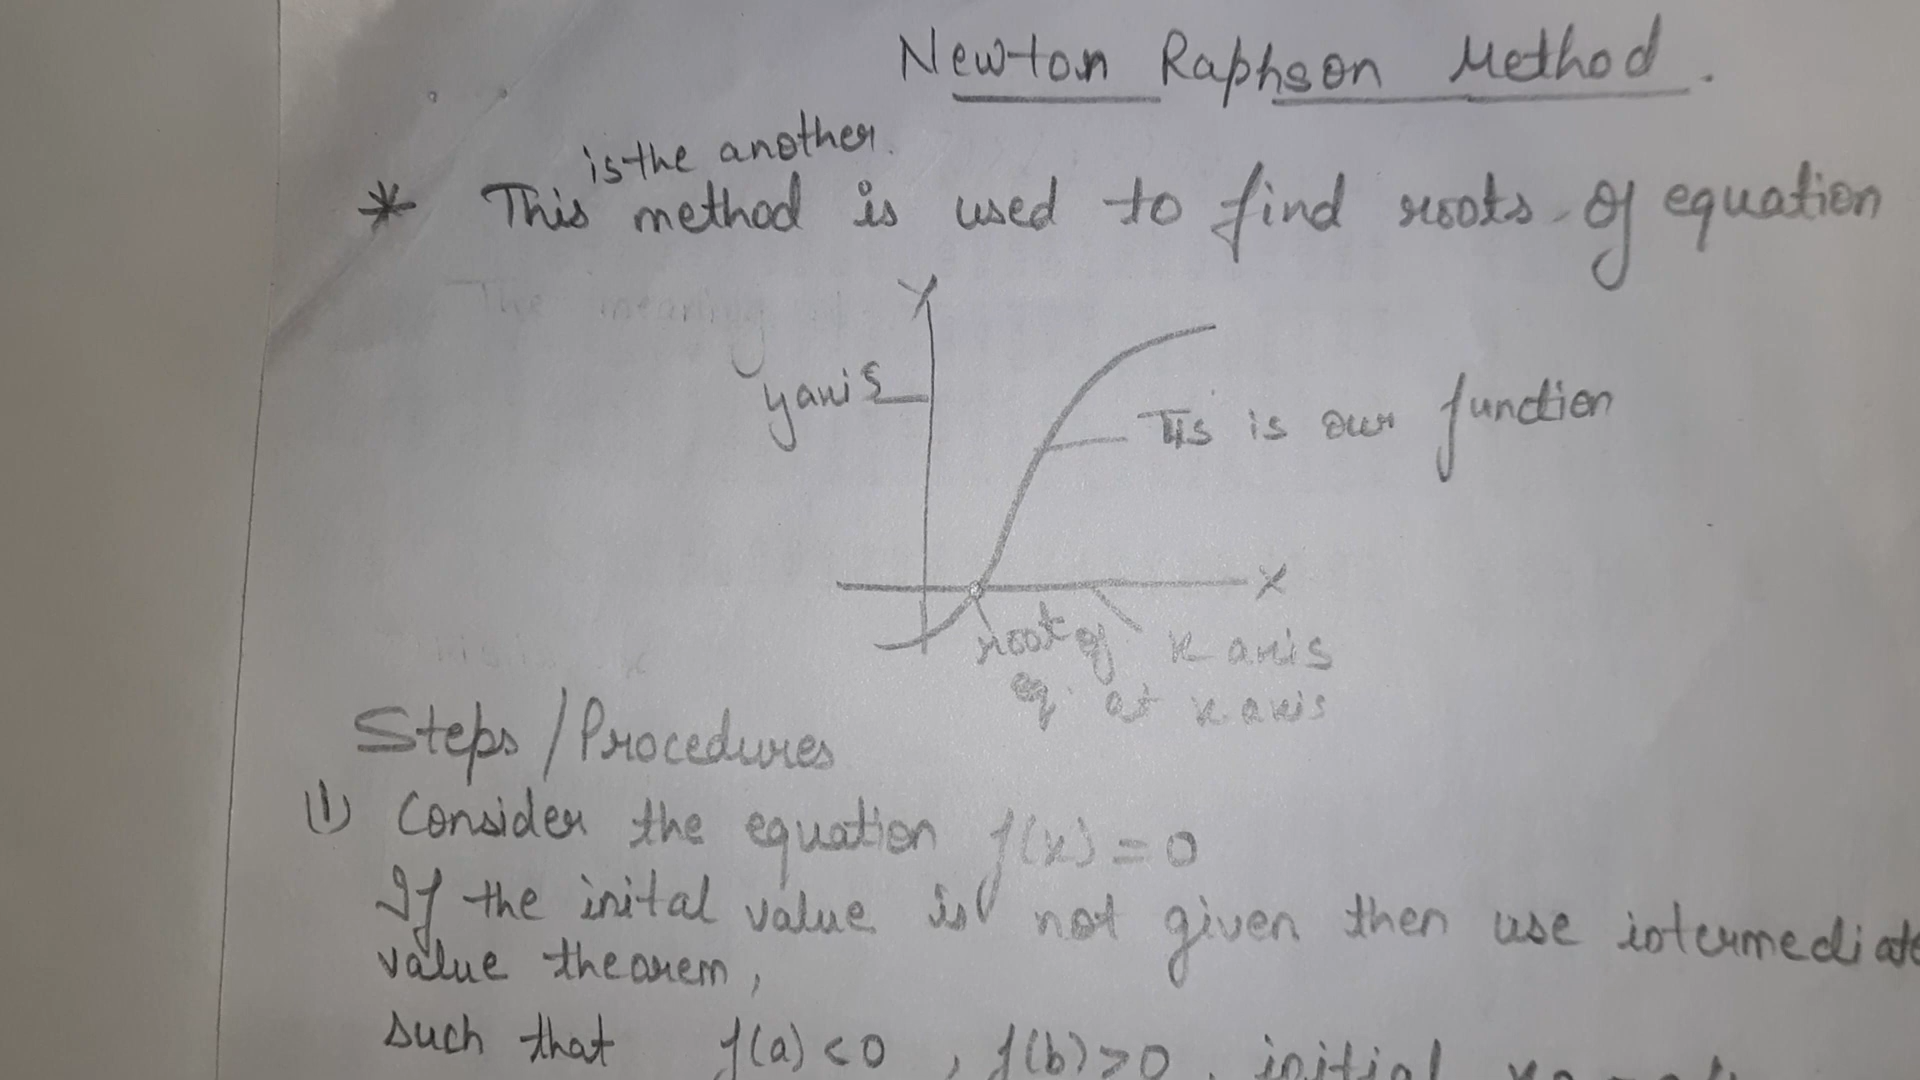 Newton Raphson Method.
is the another.
* This method is used to find roots of equation
The meaning
Y
y axis
This is our function
X
root of
eq. at x axis
x axis
Steps / Procedures
(1) Consider the equation f(x) = 0
If the inital value is not given then use intermediate
value theorem,
such that f(a) < 0 , f(b) > 0 , initial